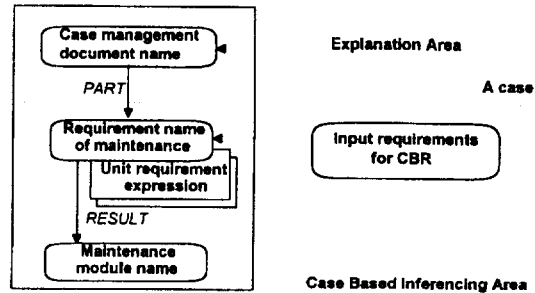 Case management
document name
Explanation Area
PART
A case
Requirement name
of maintenance
Input requirements
for CBR
Unit requirement
expression
RESULT
Maintenance
module name
Case Based Inferencing Area